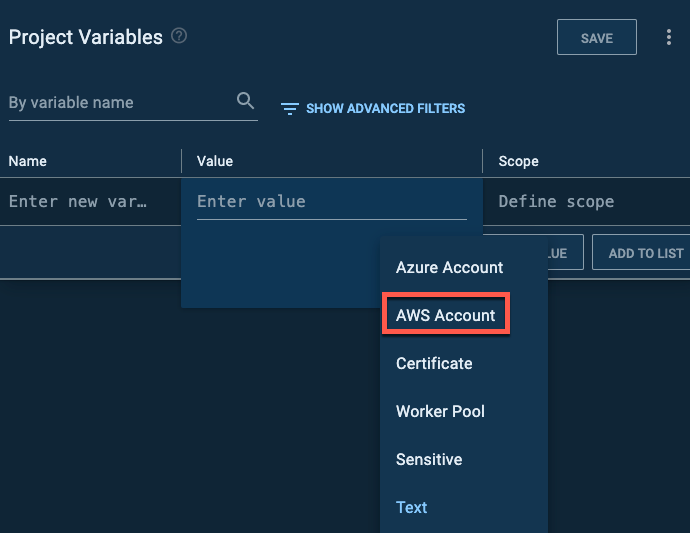 Project Variables ?
SAVE
By variable name
SHOW ADVANCED FILTERS
Name Value Scope
Enter new var… Enter value Define scope
LUE ADD TO LIST
Azure Account
AWS Account
Certificate
Worker Pool
Sensitive
Text